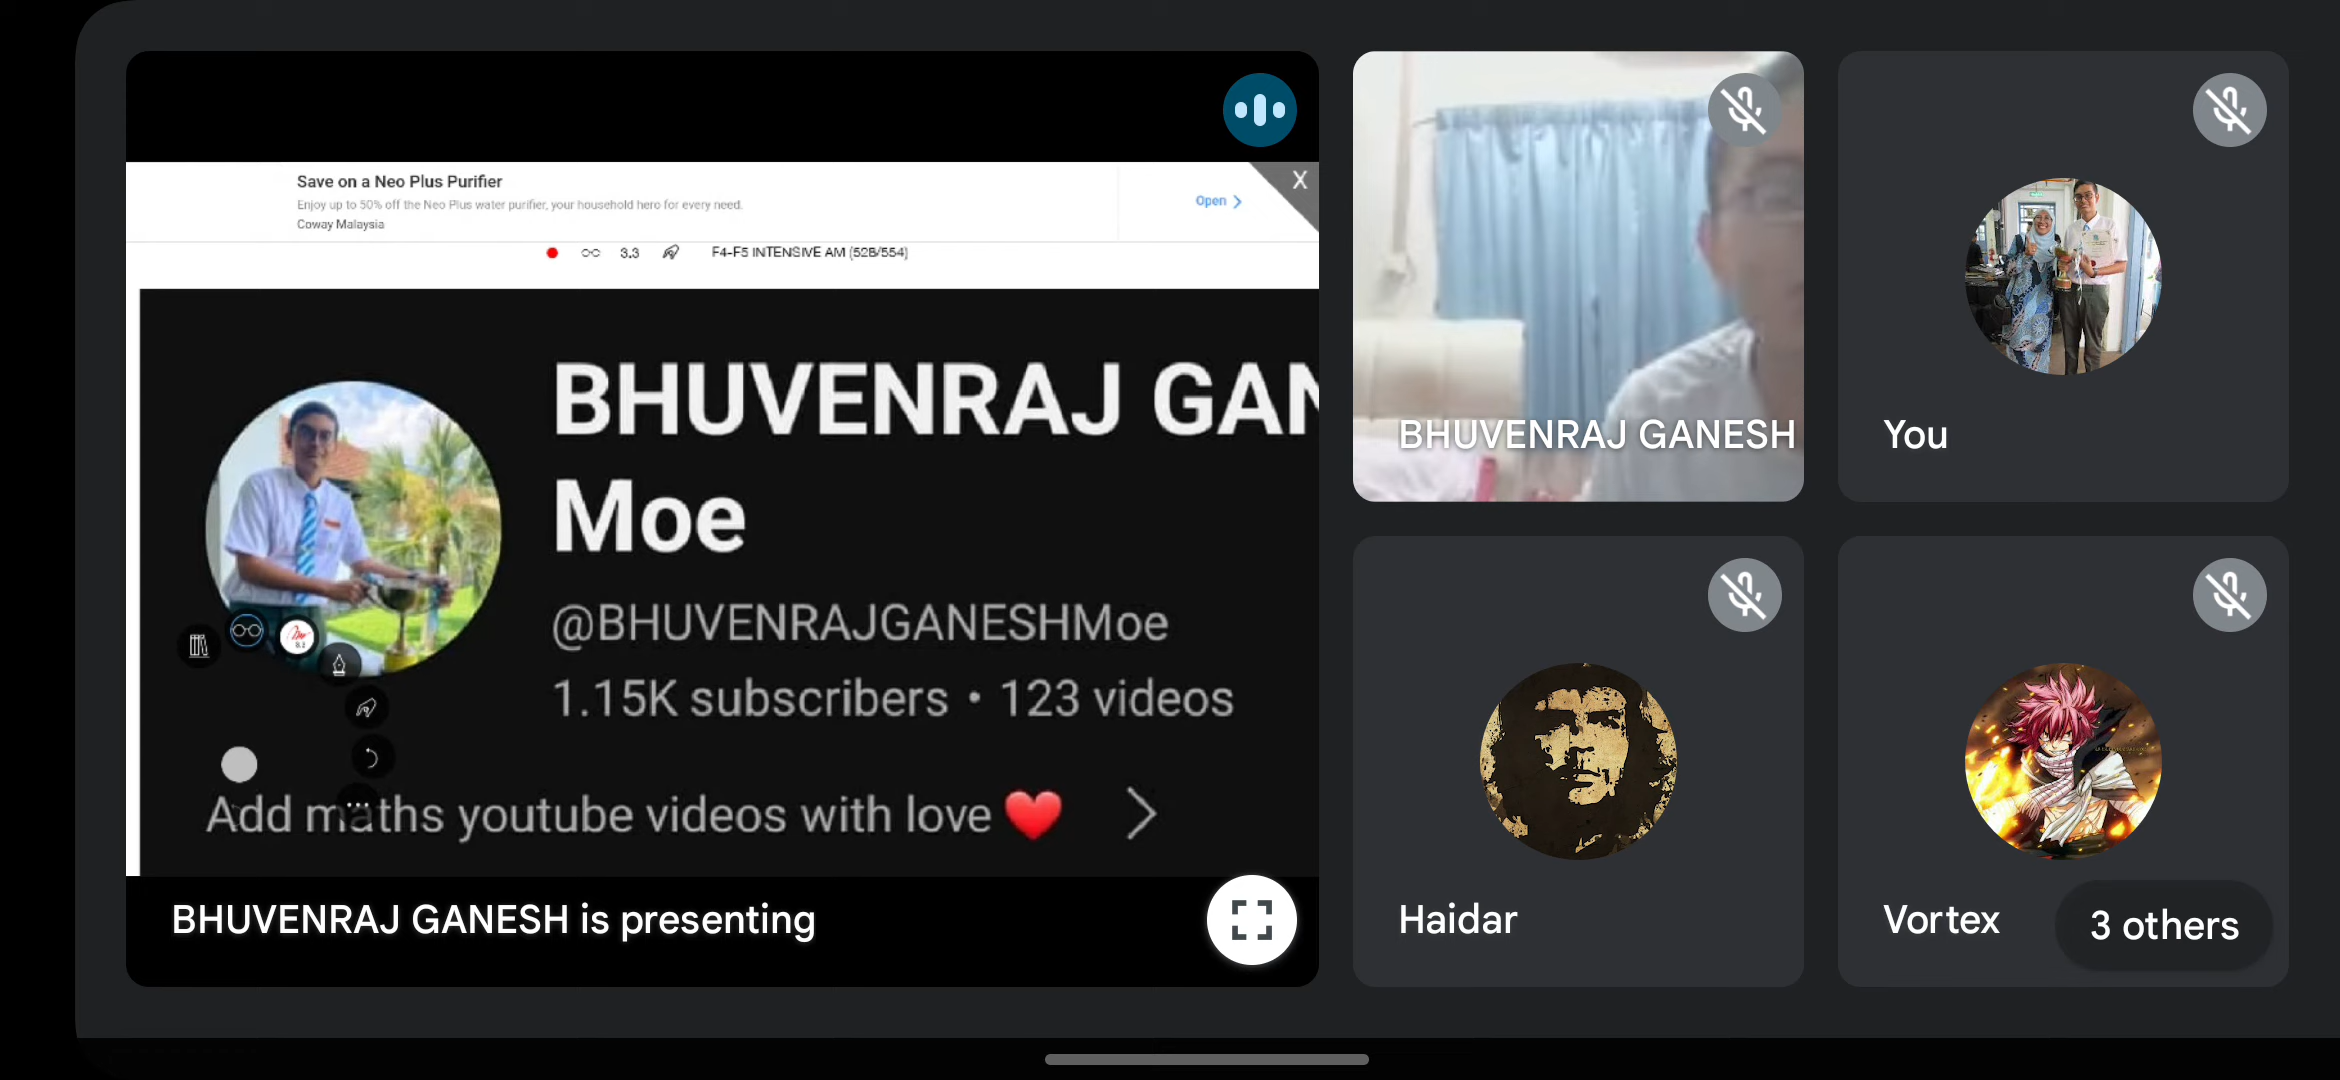 Save on a Neo Plus Purifier
Enjoy up to 50% off the Neo Plus water purifier, your household hero for every need.
Coway Malaysia
Open
X
3.3 F4-F5 INTENSIVE AM (528/554)
BHUVENRAJ GAN
Moe
@BHUVENRAJGANESHMoe
1.15K subscribers • 123 videos
Add maths youtube videos with love ❤️
BHUVENRAJ GANESH is presenting
BHUVENRAJ GANESH
You
Haidar
Vortex
3 others